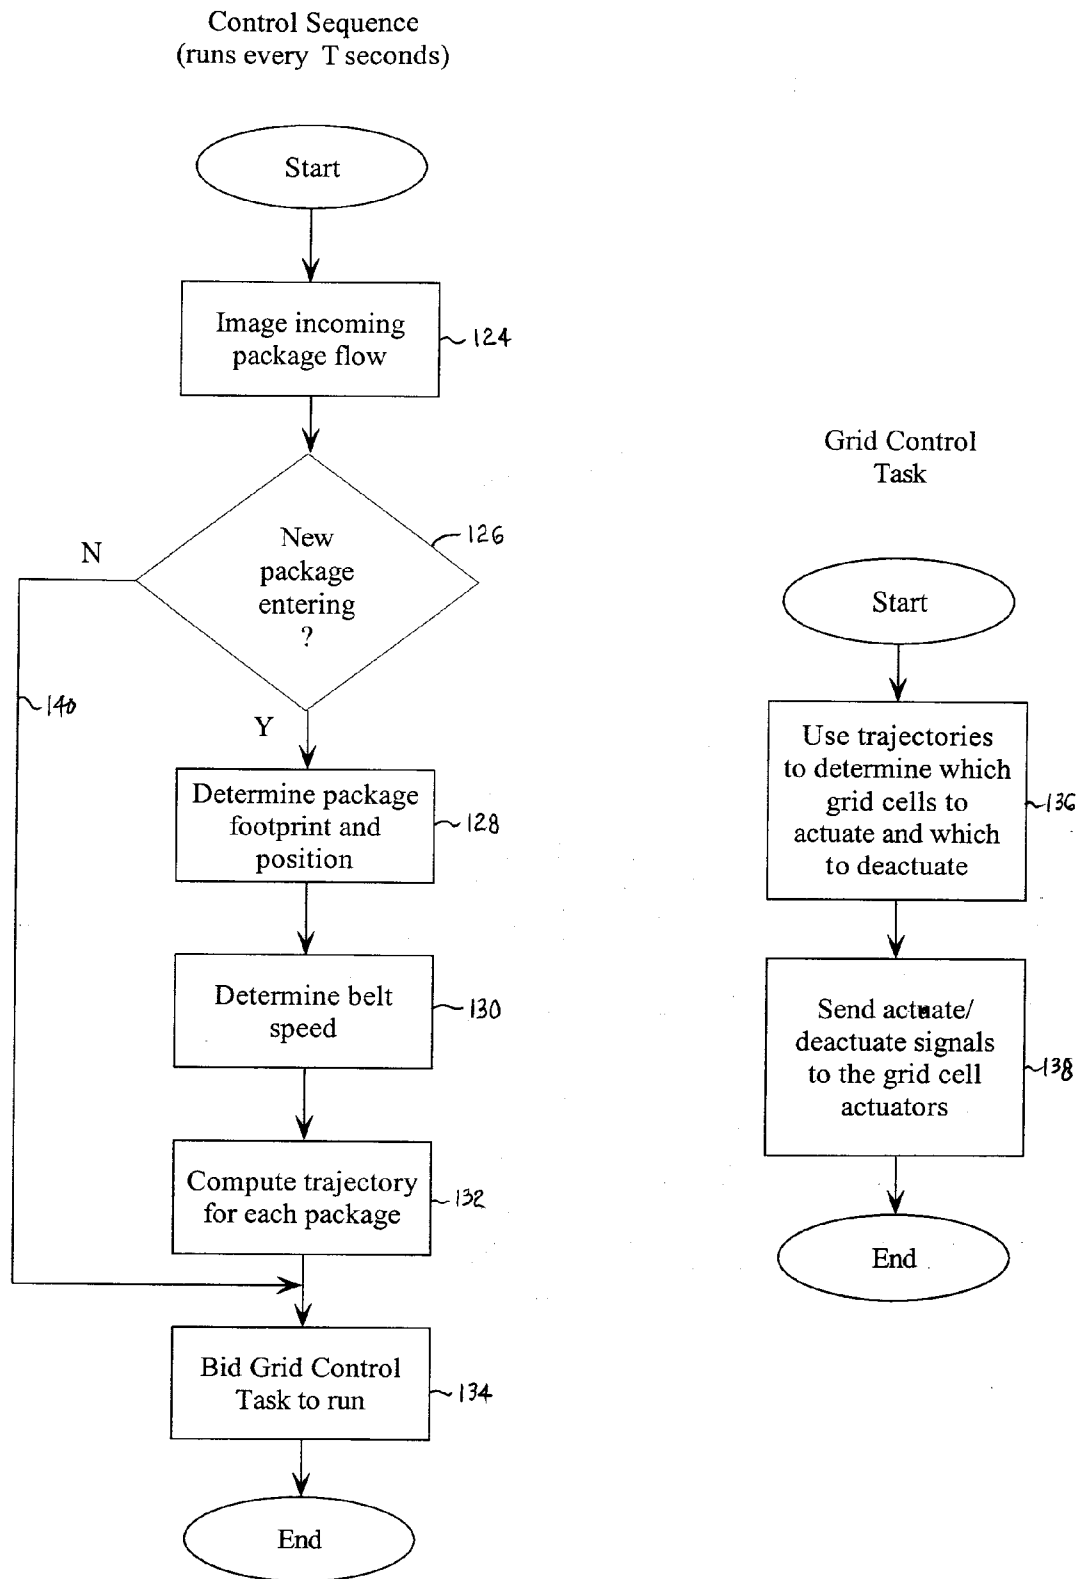 Control Sequence
(runs every T seconds)
Start
Image incoming
package flow
124
New
package
entering
?
126
N
140
Y
Determine package
footprint and
position
128
Determine belt
speed
130
Compute trajectory
for each package
132
Bid Grid Control
Task to run
134
End
Grid Control
Task
Start
Use trajectories
to determine which
grid cells to
actuate and which
to deactuate
136
Send actuate/
deactuate signals
to the grid cell
actuators
138
End